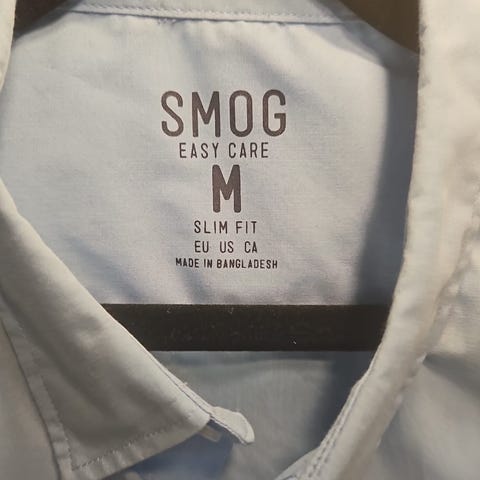 SMOG
EASY CARE
M
SLIM FIT
EU US CA
MADE IN BANGLADESH